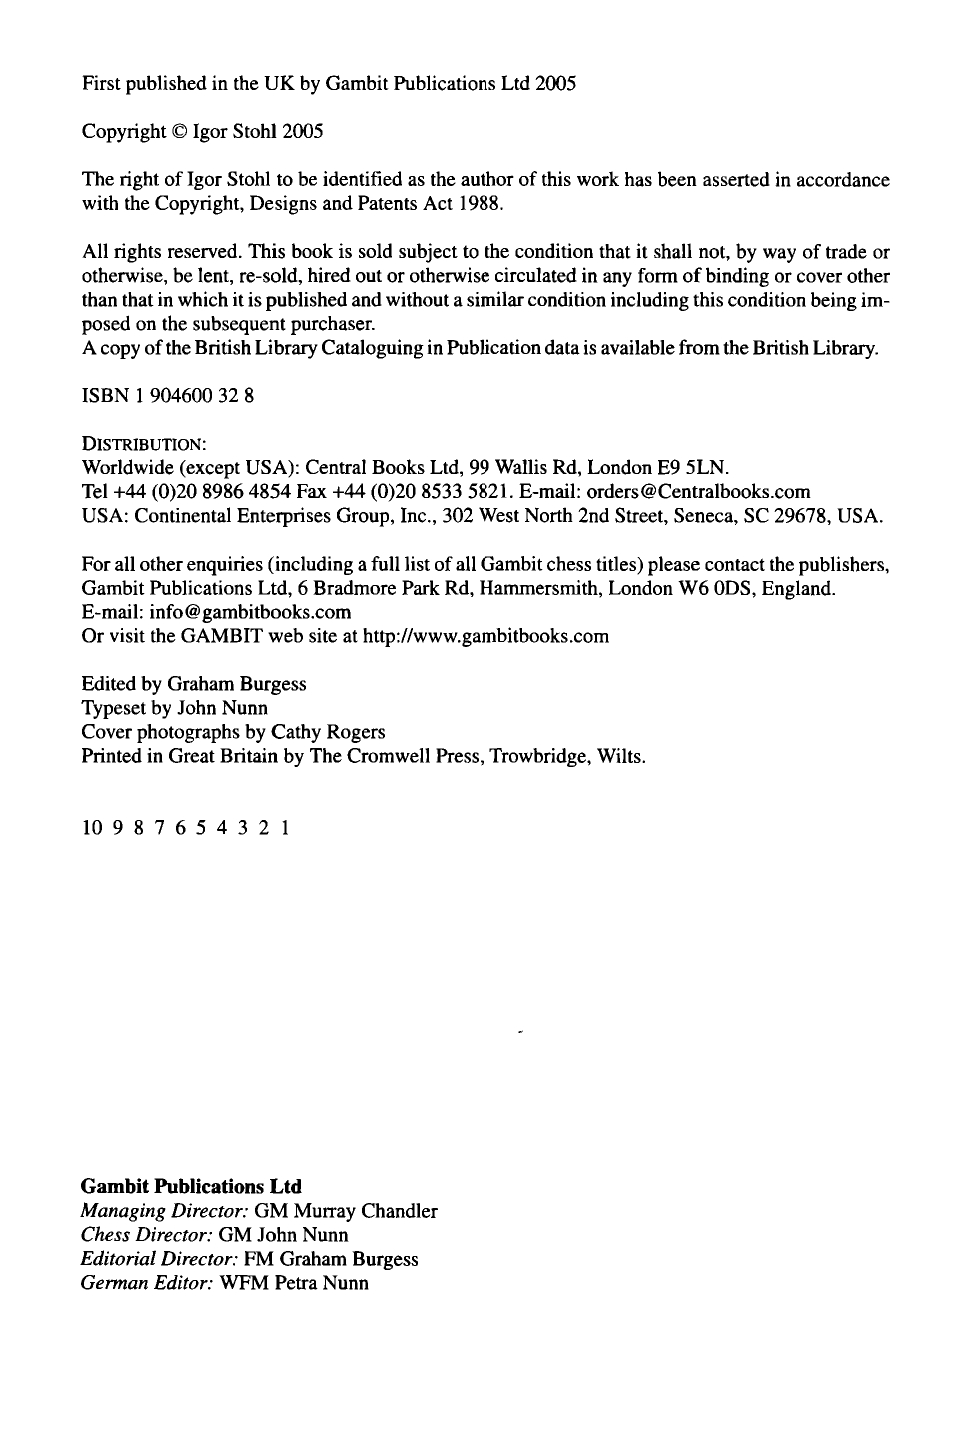 First published in the UK by Gambit Publications Ltd 2005
Copyright © Igor Stohl 2005
The right of Igor Stohl to be identified as the author of this work has been asserted in accordance
with the Copyright, Designs and Patents Act 1988.
All rights reserved. This book is sold subject to the condition that it shall not, by way of trade or
otherwise, be lent, re-sold, hired out or otherwise circulated in any form of binding or cover other
than that in which it is published and without a similar condition including this condition being im-
posed on the subsequent purchaser.
A copy of the British Library Cataloguing in Publication data is available from the British Library.
ISBN 1 904600 32 8
DISTRIBUTION:
Worldwide (except USA): Central Books Ltd, 99 Wallis Rd, London E9 5LN.
Tel +44 (0)20 8986 4854 Fax +44 (0)20 8533 5821. E-mail: orders@Centralbooks.com
USA: Continental Enterprises Group, Inc., 302 West North 2nd Street, Seneca, SC 29678, USA.
For all other enquiries (including a full list of all Gambit chess titles) please contact the publishers,
Gambit Publications Ltd, 6 Bradmore Park Rd, Hammersmith, London W6 0DS, England.
E-mail: info@gambitbooks.com
Or visit the GAMBIT web site at http://www.gambitbooks.com
Edited by Graham Burgess
Typeset by John Nunn
Cover photographs by Cathy Rogers
Printed in Great Britain by The Cromwell Press, Trowbridge, Wilts.
10 9 8 7 6 5 4 3 2 1
Gambit Publications Ltd
Managing Director: GM Murray Chandler
Chess Director: GM John Nunn
Editorial Director: FM Graham Burgess
German Editor: WFM Petra Nunn